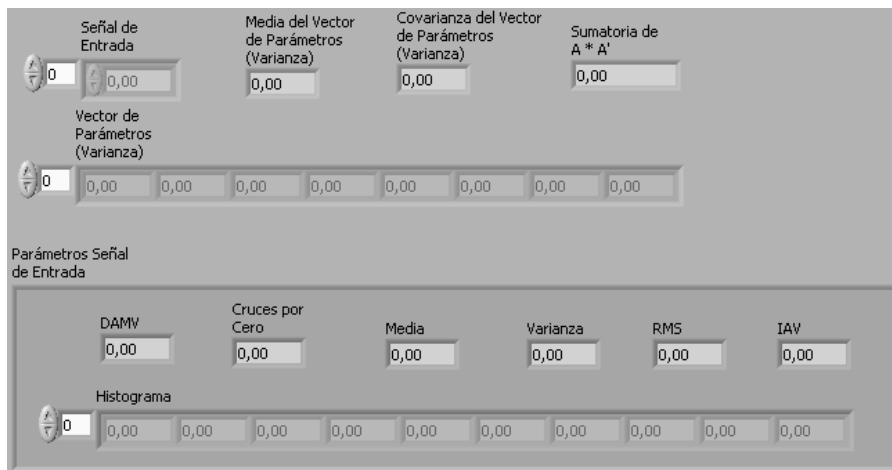 Señal de
Entrada
0
0,00
Media del Vector
de Parámetros
(Varianza)
0,00
Covarianza del Vector
de Parámetros
(Varianza)
0,00
Sumatoria de
A * A'
0,00
Vector de
Parámetros
(Varianza)
0
0,00 0,00 0,00 0,00 0,00 0,00 0,00 0,00
Parámetros Señal
de Entrada
DAMV
0,00
Cruces por
Cero
0,00
Media
0,00
Varianza
0,00
RMS
0,00
IAV
0,00
Histograma
0
0,00 0,00 0,00 0,00 0,00 0,00 0,00 0,00 0,00 0,00